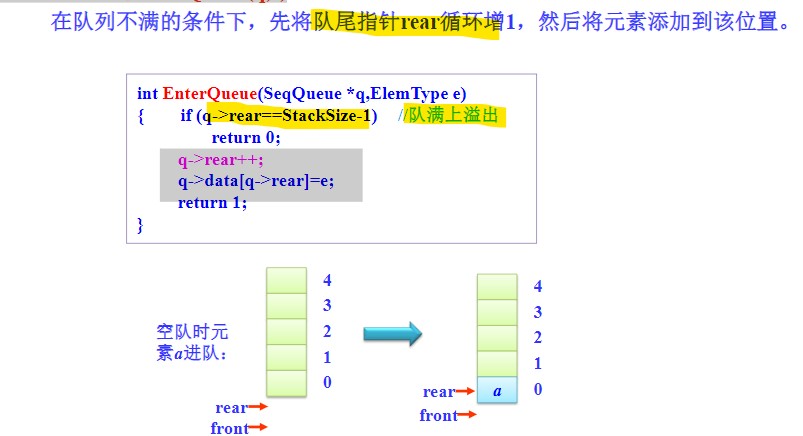 在队列不满的条件下，先将队尾指针rear循环增1，然后将元素添加到该位置。
int EnterQueue(SeqQueue *q,ElemType e)
{ if (q->rear==StackSize-1) //队满上溢出
return 0;
q->rear++;
q->data[q->rear]=e;
return 1;
}
空队时元
素a进队：
4
3
2
1
0
rear
front
4
3
2
1
0
a
rear
front